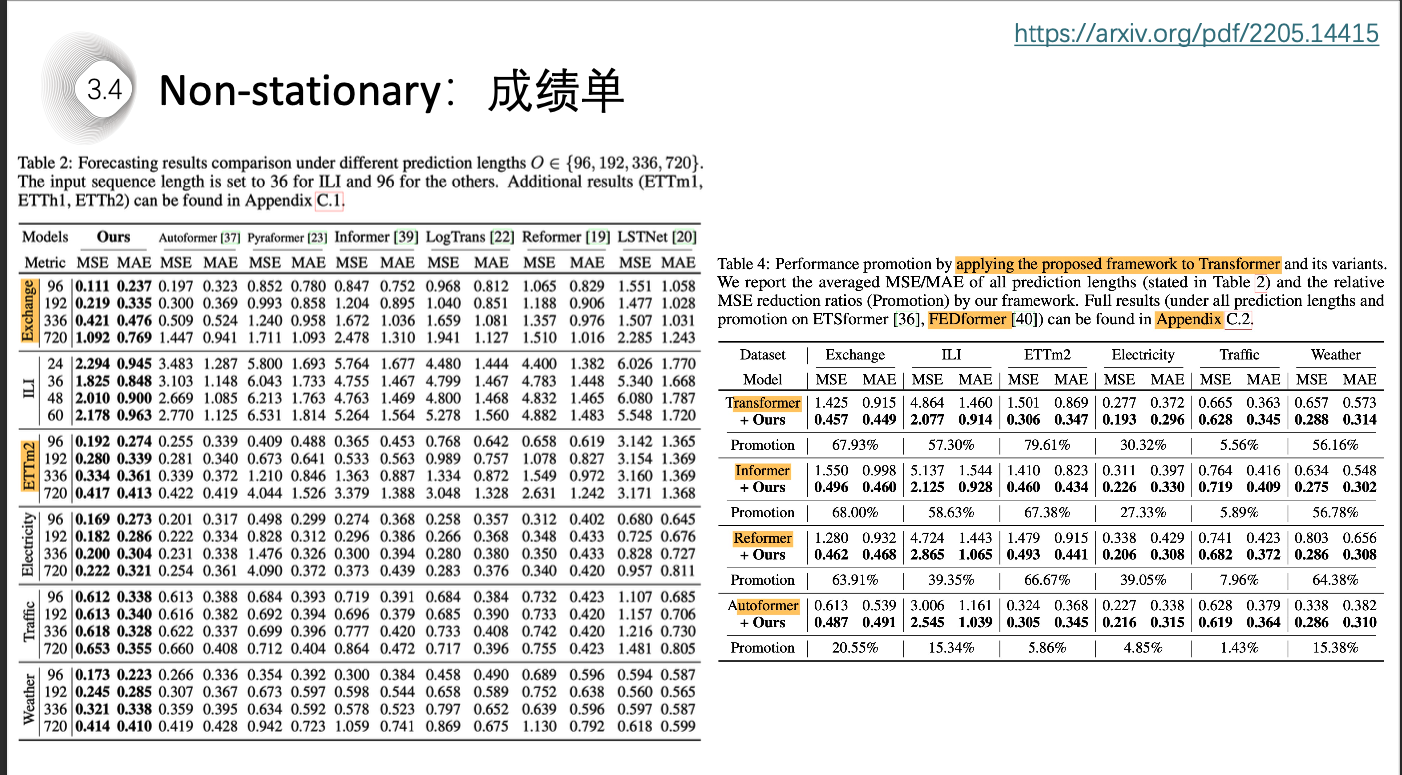 https://arxiv.org/pdf/2205.14415
3.4
Non-stationary：成绩单
Table 2: Forecasting results comparison under different prediction lengths O ∈ {96, 192, 336, 720}.
The input sequence length is set to 36 for ILI and 96 for the others. Additional results (ETTm1,
ETTh1, ETTh2) can be found in Appendix C.1.
Models Ours Autoformer [37] Pyraformer [23] Informer [39] LogTrans [22] Reformer [19] LSTNet [20]
Metric MSE MAE MSE MAE MSE MAE MSE MAE MSE MAE MSE MAE MSE MAE
Exchange
96 0.111 0.237 0.197 0.323 0.852 0.780 0.847 0.752 0.968 0.812 1.065 0.829 1.551 1.058
192 0.219 0.335 0.300 0.369 0.993 0.858 1.204 0.895 1.040 0.851 1.188 0.906 1.477 1.028
336 0.421 0.476 0.509 0.524 1.240 0.958 1.672 1.036 1.659 1.081 1.357 0.976 1.507 1.031
720 1.092 0.769 1.447 0.941 1.711 1.093 2.478 1.310 1.941 1.127 1.510 1.016 2.285 1.243
ILI
24 2.294 0.945 3.483 1.287 5.800 1.693 5.764 1.677 4.480 1.444 4.400 1.382 6.026 1.770
36 1.825 0.848 3.103 1.148 6.043 1.733 4.755 1.467 4.799 1.467 4.783 1.448 5.340 1.668
48 2.010 0.900 2.669 1.085 6.213 1.763 4.763 1.469 4.800 1.468 4.832 1.465 6.080 1.787
60 2.178 0.963 2.770 1.125 6.531 1.814 5.264 1.564 5.278 1.560 4.882 1.483 5.548 1.720
ETTm2
96 0.192 0.274 0.255 0.339 0.409 0.488 0.365 0.453 0.768 0.642 0.658 0.619 3.142 1.365
192 0.280 0.339 0.281 0.340 0.673 0.641 0.533 0.563 0.989 0.757 1.078 0.827 3.154 1.369
336 0.334 0.361 0.339 0.372 1.210 0.846 1.363 0.887 1.334 0.872 1.549 0.972 3.160 1.369
720 0.417 0.413 0.422 0.419 4.044 1.526 3.379 1.388 3.048 1.328 2.631 1.242 3.171 1.368
Electricity
96 0.169 0.273 0.201 0.317 0.498 0.299 0.274 0.368 0.258 0.357 0.312 0.402 0.680 0.645
192 0.182 0.286 0.222 0.334 0.828 0.312 0.296 0.386 0.266 0.368 0.348 0.433 0.725 0.676
336 0.200 0.304 0.231 0.338 1.476 0.326 0.300 0.394 0.280 0.380 0.350 0.433 0.828 0.727
720 0.222 0.321 0.254 0.361 4.090 0.372 0.373 0.439 0.283 0.376 0.340 0.420 0.957 0.811
Traffic
96 0.612 0.338 0.613 0.388 0.684 0.393 0.719 0.391 0.684 0.384 0.732 0.423 1.107 0.685
192 0.613 0.340 0.616 0.382 0.692 0.394 0.696 0.379 0.685 0.390 0.733 0.420 1.157 0.706
336 0.618 0.328 0.622 0.337 0.699 0.396 0.777 0.420 0.733 0.408 0.742 0.420 1.216 0.730
720 0.653 0.355 0.660 0.408 0.712 0.404 0.864 0.472 0.717 0.396 0.755 0.423 1.481 0.805
Weather
96 0.173 0.223 0.266 0.336 0.354 0.392 0.300 0.384 0.458 0.490 0.689 0.596 0.594 0.587
192 0.245 0.285 0.307 0.367 0.673 0.597 0.598 0.544 0.658 0.589 0.752 0.638 0.560 0.565
336 0.321 0.338 0.359 0.395 0.634 0.592 0.578 0.523 0.797 0.652 0.639 0.596 0.597 0.587
720 0.414 0.410 0.419 0.428 0.942 0.723 1.059 0.741 0.869 0.675 1.130 0.792 0.618 0.599
Table 4: Performance promotion by applying the proposed framework to Transformer and its variants.
We report the averaged MSE/MAE of all prediction lengths (stated in Table 2) and the relative
MSE reduction ratios (Promotion) by our framework. Full results (under all prediction lengths and
promotion on ETSformer [36], FEDformer [40]) can be found in Appendix C.2.
Dataset Exchange ILI ETTm2 Electricity Traffic Weather
Model MSE MAE MSE MAE MSE MAE MSE MAE MSE MAE MSE MAE
Transformer 1.425 0.915 4.864 1.460 1.501 0.869 0.277 0.372 0.665 0.363 0.657 0.573
+ Ours 0.457 0.449 2.077 0.914 0.306 0.347 0.193 0.296 0.628 0.345 0.288 0.314
Promotion 67.93% 57.30% 79.61% 30.32% 5.56% 56.16%
Informer 1.550 0.998 5.137 1.544 1.410 0.823 0.311 0.397 0.764 0.416 0.634 0.548
+ Ours 0.496 0.460 2.125 0.928 0.460 0.434 0.226 0.330 0.719 0.409 0.275 0.302
Promotion 68.00% 58.63% 67.38% 27.33% 5.89% 56.78%
Reformer 1.280 0.932 4.724 1.443 1.479 0.915 0.338 0.429 0.741 0.423 0.803 0.656
+ Ours 0.462 0.468 2.865 1.065 0.493 0.441 0.206 0.308 0.682 0.372 0.286 0.308
Promotion 63.91% 39.35% 66.67% 39.05% 7.96% 64.38%
Autoformer 0.613 0.539 3.006 1.161 0.324 0.368 0.227 0.338 0.628 0.379 0.338 0.382
+ Ours 0.487 0.491 2.545 1.039 0.305 0.345 0.216 0.315 0.619 0.364 0.286 0.310
Promotion 20.55% 15.34% 5.86% 4.85% 1.43% 15.38%